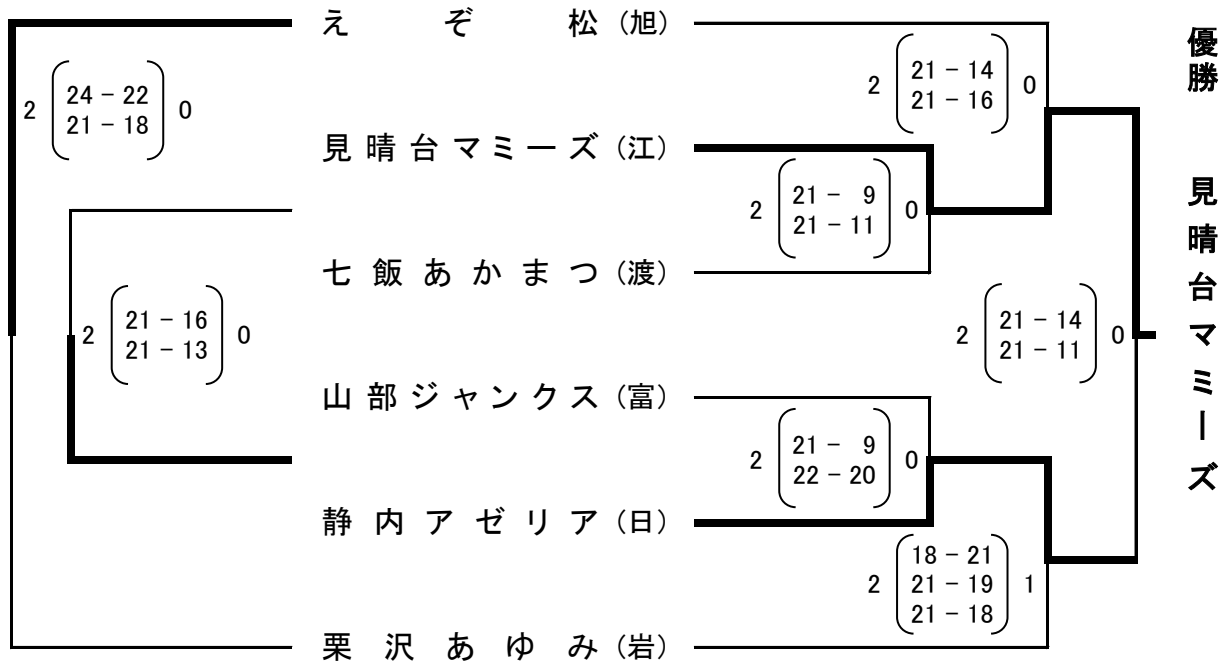 えぞ松（旭）
見晴台マミーズ（江）
七飯あかまつ（渡）
山部ジャンクス（富）
静内アゼリア（日）
栗沢あゆみ（岩）
2 24 − 22 0
21 − 18
2 21 − 16 0
21 − 13
2 21 − 14 0
21 − 16
2 21 − 9 0
21 − 11
2 21 − 9 0
22 − 20
18 − 21
2 21 − 19 1
21 − 18
2 21 − 14 0
21 − 11
優勝 見晴台マミーズ